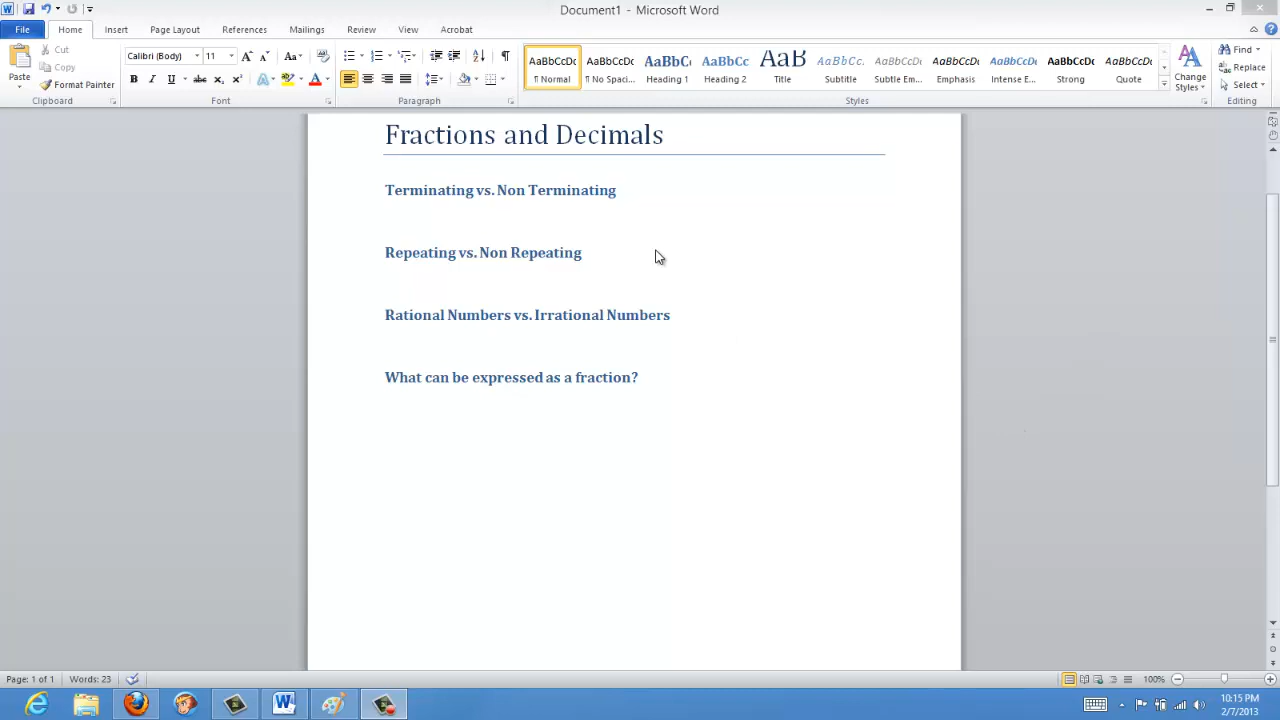 Document1 - Microsoft Word
File Home Insert Page Layout References Mailings Review View Acrobat
Paste
Cut
Copy
Format Painter
Clipboard
Calibri (Body) 11
Font
Paragraph
AaBbCcDc AaBbCcDc AaBbC AaBbCc AaB AaBbCc. AaBbCcDc AaBbCcDc AaBbCcDc AaBbCcDc AaBbCcDc
¶ Normal ¶ No Spaci... Heading 1 Heading 2 Title Subtitle Subtle Em... Emphasis Intense E... Strong Quote
Change Styles
Styles
Find
Replace
Select
Editing
Fractions and Decimals
Terminating vs. Non Terminating
Repeating vs. Non Repeating
Rational Numbers vs. Irrational Numbers
What can be expressed as a fraction?
Page: 1 of 1 Words: 23 100%
10:15 PM
2/7/2013